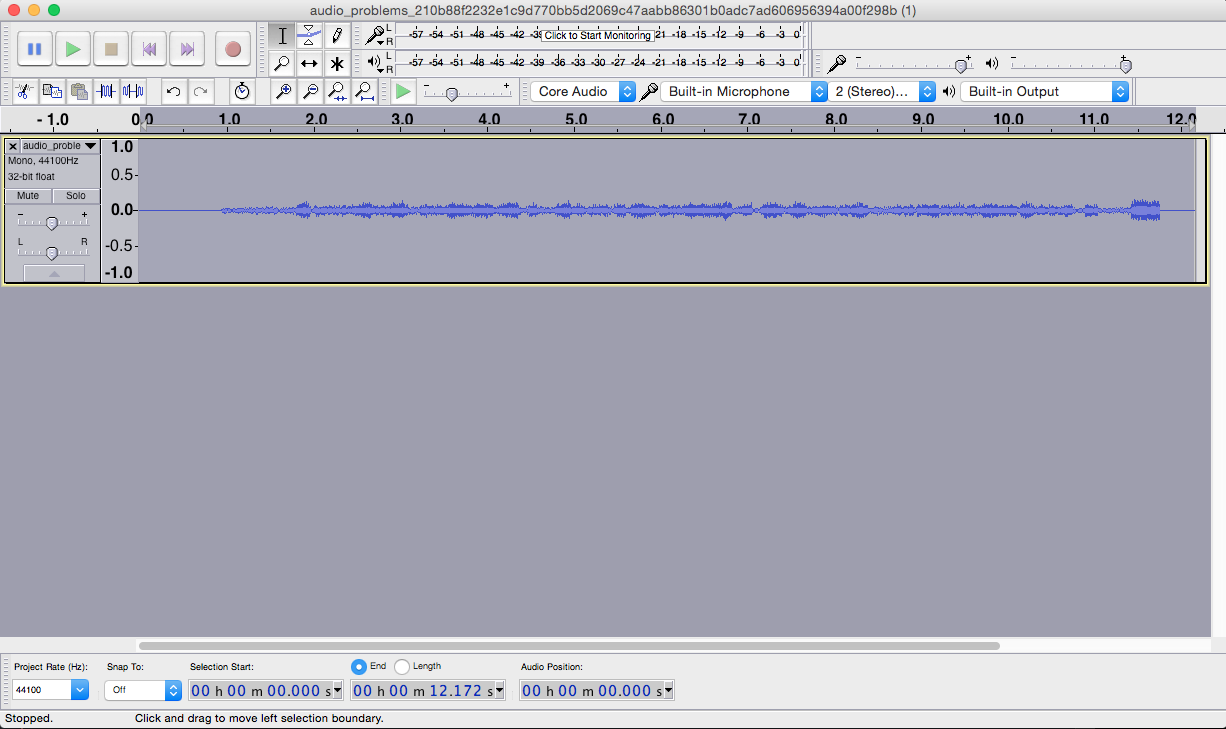 audio_problems_210b88f2232e1c9d770bb5d2069c47aabb86301b0adc7ad606956394a00f298b (1)
L
R
-57 -54 -51 -48 -45 -42 Click to Start Monitoring 21 -18 -15 -12 -9 -6 -3 0
L
R
-57 -54 -51 -48 -45 -42 -39 -36 -33 -30 -27 -24 -21 -18 -15 -12 -9 -6 -3 0
- + - +
- +
Core Audio Built-in Microphone 2 (Stereo)... Built-in Output
- 1.0 0.0 1.0 2.0 3.0 4.0 5.0 6.0 7.0 8.0 9.0 10.0 11.0 12.0
audio_proble
Mono, 44100Hz
32-bit float
Mute Solo
- +
L R
1.0
0.5-
0.0-
-0.5-
-1.0
Project Rate (Hz): Snap To: Selection Start: End Length Audio Position:
44100 Off 00 h 00 m 00.000 s 00 h 00 m 12.172 s 00 h 00 m 00.000 s
Stopped. Click and drag to move left selection boundary.